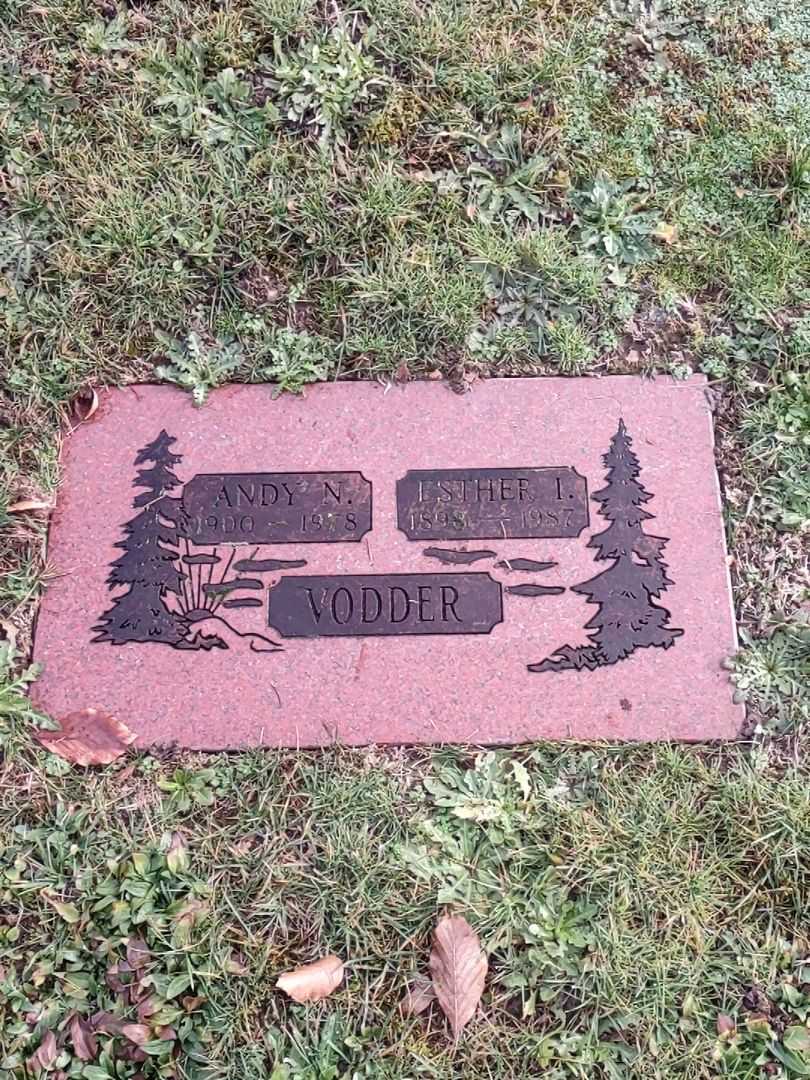 ANDY N.
1900 — 1978
ESTHER I.
1898 — 1987
VODDER